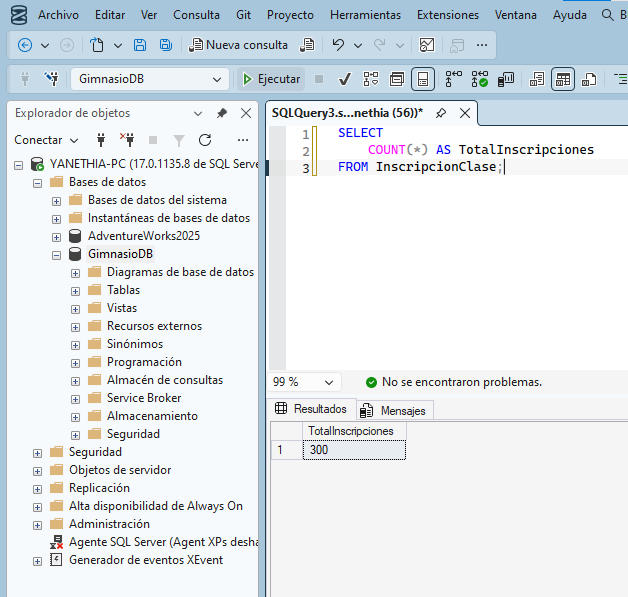 Archivo Editar Ver Consulta Git Proyecto Herramientas Extensiones Ventana Ayuda B
Nueva consulta
GimnasioDB Ejecutar
Explorador de objetos
Conectar
YANETHIA-PC (17.0.1135.8 de SQL Serve
Bases de datos
Bases de datos del sistema
Instantáneas de bases de datos
AdventureWorks2025
GimnasioDB
Diagramas de base de datos
Tablas
Vistas
Recursos externos
Sinónimos
Programación
Almacén de consultas
Service Broker
Almacenamiento
Seguridad
Seguridad
Objetos de servidor
Replicación
Alta disponibilidad de Always On
Administración
Agente SQL Server (Agent XPs desha
Generador de eventos XEvent
SQLQuery3.s...nethia (56))*
1 SELECT
2 COUNT(*) AS TotalInscripciones
3 FROM InscripcionClase;
99 % No se encontraron problemas.
Resultados Mensajes
TotalInscripciones
1 300